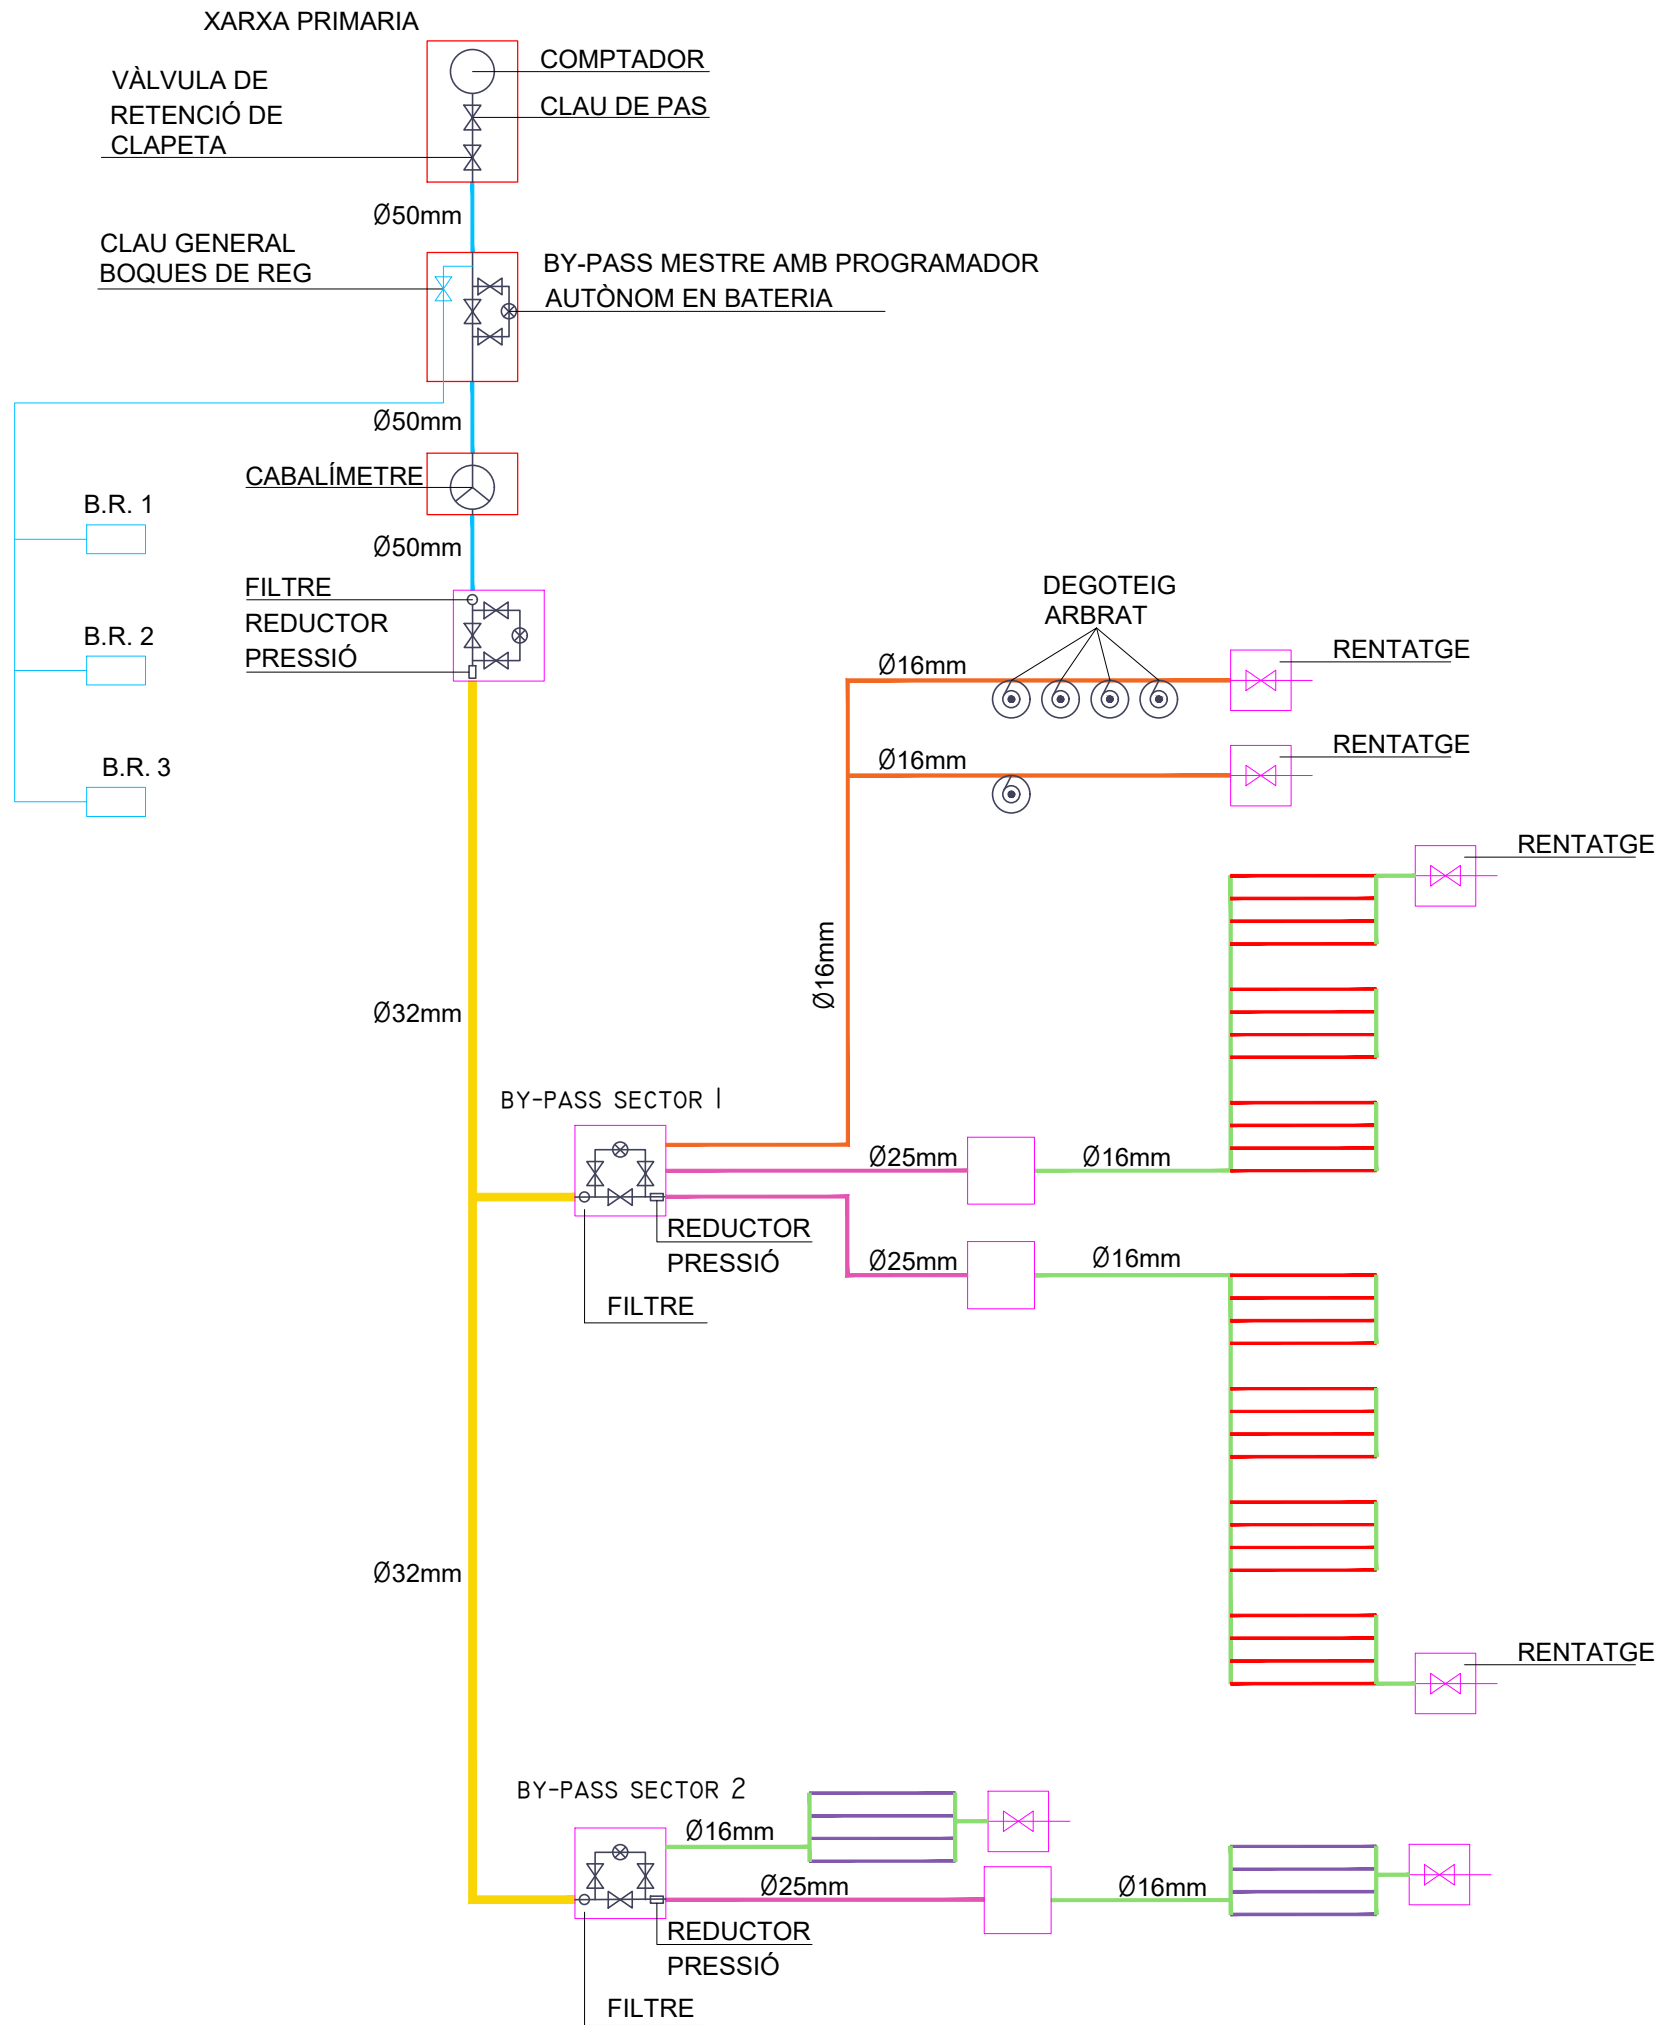 XARXA PRIMARIA
COMPTADOR
VÀLVULA DE
RETENCIÓ DE
CLAPETA
CLAU DE PAS
Ø50mm
CLAU GENERAL
BOQUES DE REG
BY-PASS MESTRE AMB PROGRAMADOR
AUTÒNOM EN BATERIA
Ø50mm
CABALÍMETRE
B.R. 1
Ø50mm
FILTRE
REDUCTOR
PRESSIÓ
B.R. 2
B.R. 3
DEGOTEIG
ARBRAT
Ø16mm
RENTATGE
Ø16mm
RENTATGE
RENTATGE
Ø16mm
Ø32mm
BY-PASS SECTOR 1
Ø25mm
Ø16mm
REDUCTOR
PRESSIÓ
FILTRE
Ø25mm
Ø16mm
Ø32mm
RENTATGE
BY-PASS SECTOR 2
Ø16mm
Ø25mm
Ø16mm
REDUCTOR
PRESSIÓ
FILTRE